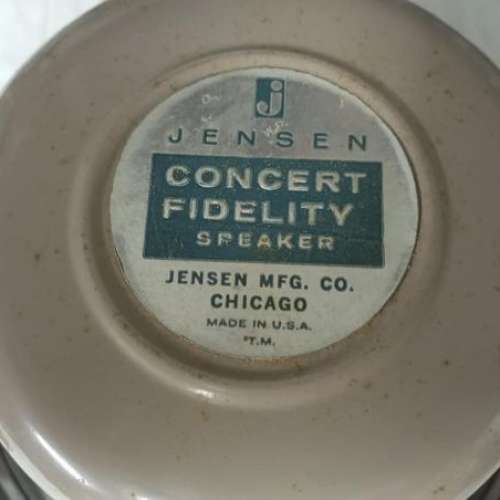 j
JENSEN
CONCERT
FIDELITY
SPEAKER
JENSEN MFG. CO.
CHICAGO
MADE IN U.S.A.
*T.M.